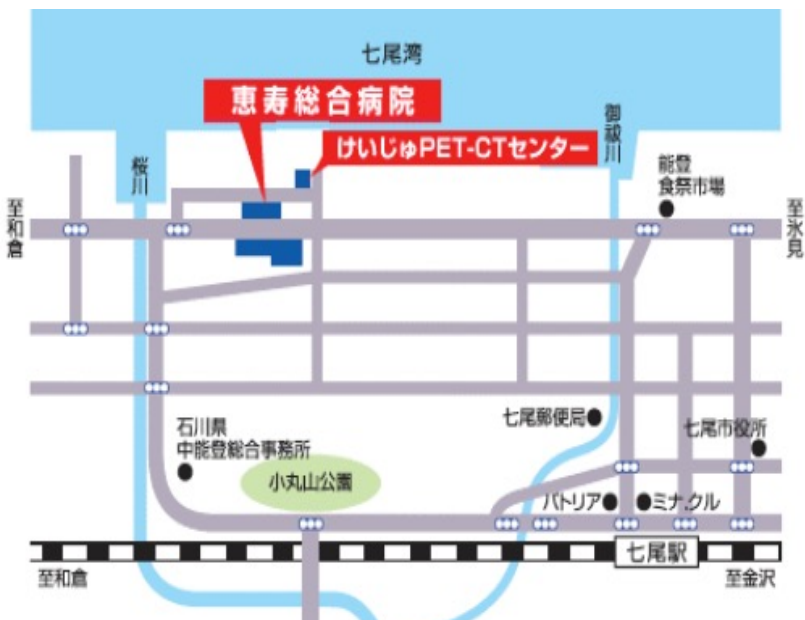 七尾湾
恵寿総合病院
けいじゅPET-CTセンター
御祓川
桜川
能登
食祭市場
至和倉
至氷見
石川県
中能登総合事務所
七尾郵便局
七尾市役所
小丸山公園
パトリア
ミナ.クル
七尾駅
至和倉
至金沢